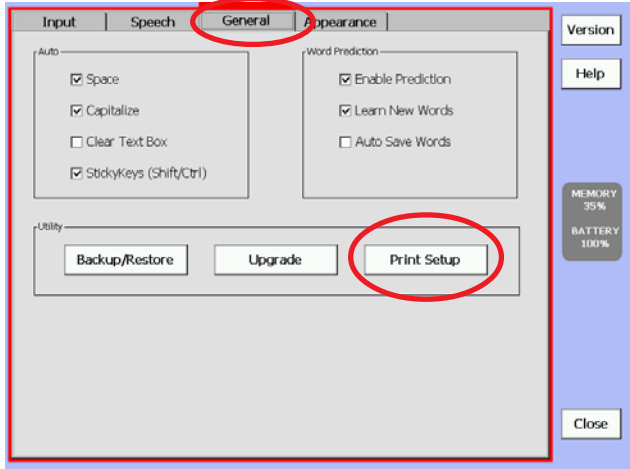 Input
Speech
General
Appearance
Version
Help
Auto
Space
Capitalize
Clear Text Box
StickyKeys (Shift/Ctrl)
Word Prediction
Enable Prediction
Learn New Words
Auto Save Words
MEMORY
35%
BATTERY
100%
Utility
Backup/Restore
Upgrade
Print Setup
Close